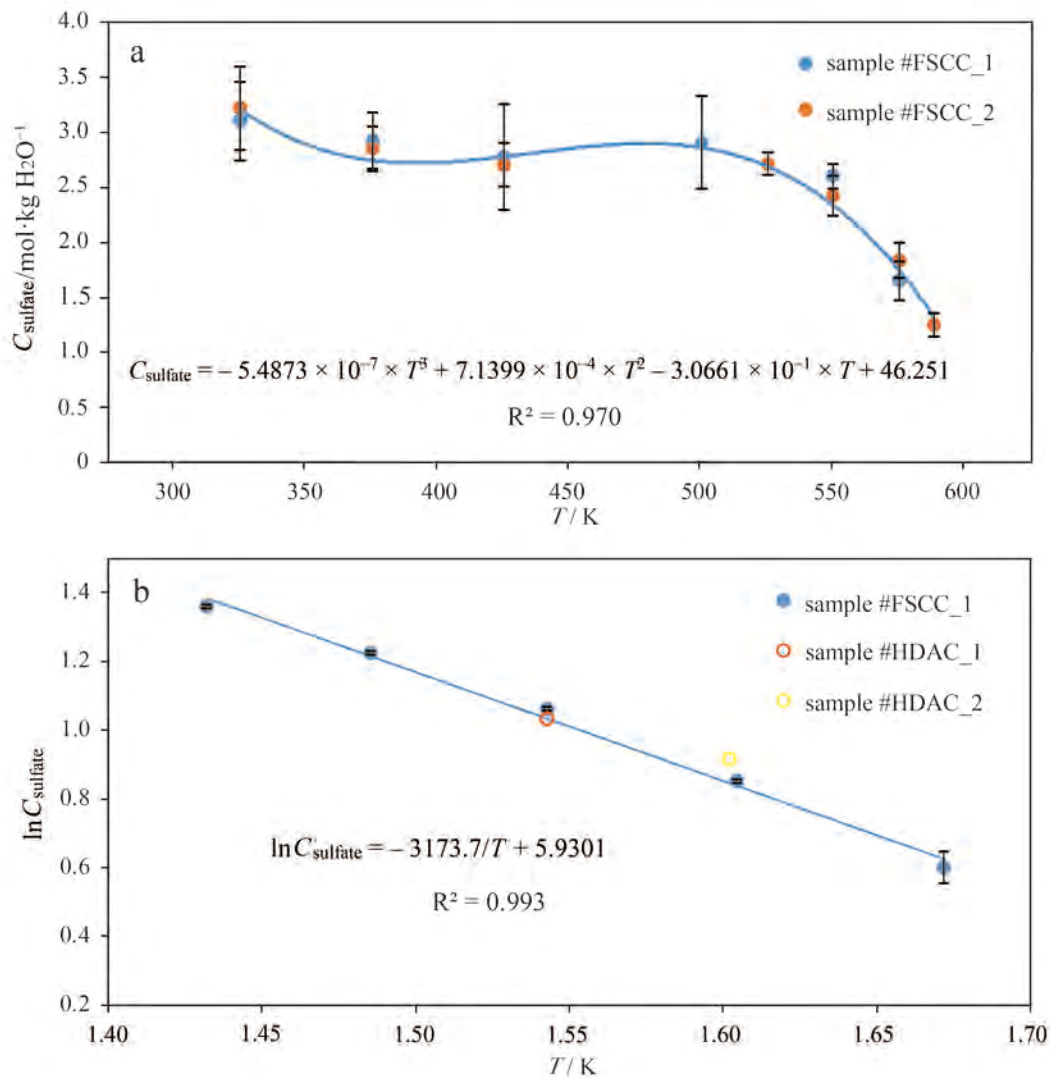 a
4.0
3.5
3.0
2.5
2.0
1.5
1.0
0.5
0
C_sulfate/mol·kg H2O⁻¹
sample #FSCC_1
sample #FSCC_2
C_sulfate = – 5.4873 × 10⁻⁷ × T³ + 7.1399 × 10⁻⁴ × T² – 3.0661 × 10⁻¹ × T + 46.251
R² = 0.970
300 350 400 450 500 550 600
T / K
b
1.4
1.2
1.0
0.8
0.6
0.4
0.2
lnC_sulfate
sample #FSCC_1
sample #HDAC_1
sample #HDAC_2
lnC_sulfate = – 3173.7/T + 5.9301
R² = 0.993
1.40 1.45 1.50 1.55 1.60 1.65 1.70
T / K